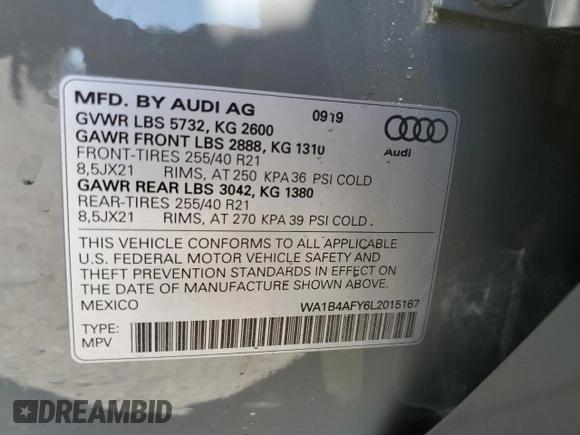 MFD. BY AUDI AG 0919
GVWR LBS 5732, KG 2600
GAWR FRONT LBS 2888, KG 1310
FRONT-TIRES 255/40 R21
8,5JX21 RIMS, AT 250 KPA 36 PSI COLD
GAWR REAR LBS 3042, KG 1380
REAR-TIRES 255/40 R21
8,5JX21 RIMS, AT 270 KPA 39 PSI COLD.
Audi
THIS VEHICLE CONFORMS TO ALL APPLICABLE
U.S. FEDERAL MOTOR VEHICLE SAFETY AND
THEFT PREVENTION STANDARDS IN EFFECT ON
THE DATE OF MANUFACTURE SHOWN ABOVE.
MEXICO WA1B4AFY6L2015167
TYPE:
MPV
DREAMBID